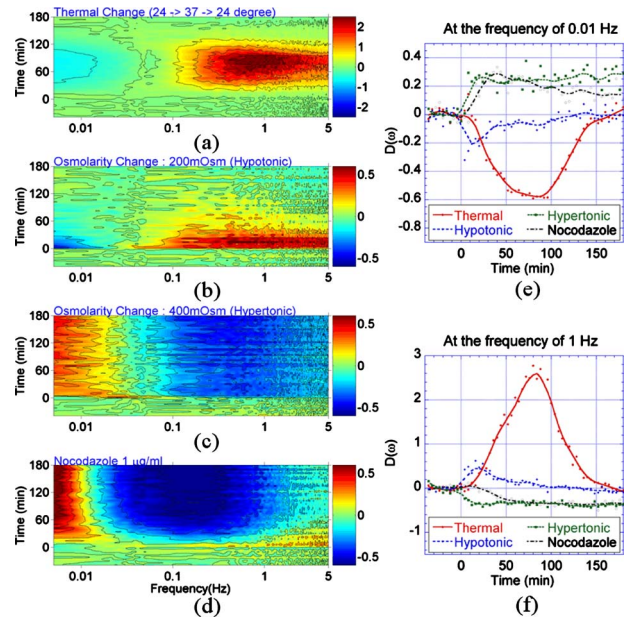 Thermal Change (24 -> 37 -> 24 degree)
Time (min)
180
120
60
0
0.01
0.1
1
5
2
1
0
-1
-2
(a)
Osmolarity Change : 200mOsm (Hypotonic)
Time (min)
180
120
60
0
0.01
0.1
1
5
0.5
0
-0.5
(b)
Osmolarity Change : 400mOsm (Hypertonic)
Time (min)
180
120
60
0
0.01
0.1
1
5
0.5
0
-0.5
(c)
Nocodazole 1 µg/ml
Time (min)
180
120
60
0
0.01
0.1
1
5
Frequency(Hz)
0.5
0
-0.5
(d)
At the frequency of 0.01 Hz
D(ω)
0.6
0.4
0.2
0
-0.2
-0.4
-0.6
-0.8
Thermal
Hypertonic
Hypotonic
Nocodazole
0
50
100
150
Time (min)
(e)
At the frequency of 1 Hz
D(ω)
3
2
1
0
-1
Thermal
Hypertonic
Hypotonic
Nocodazole
0
50
100
150
Time (min)
(f)